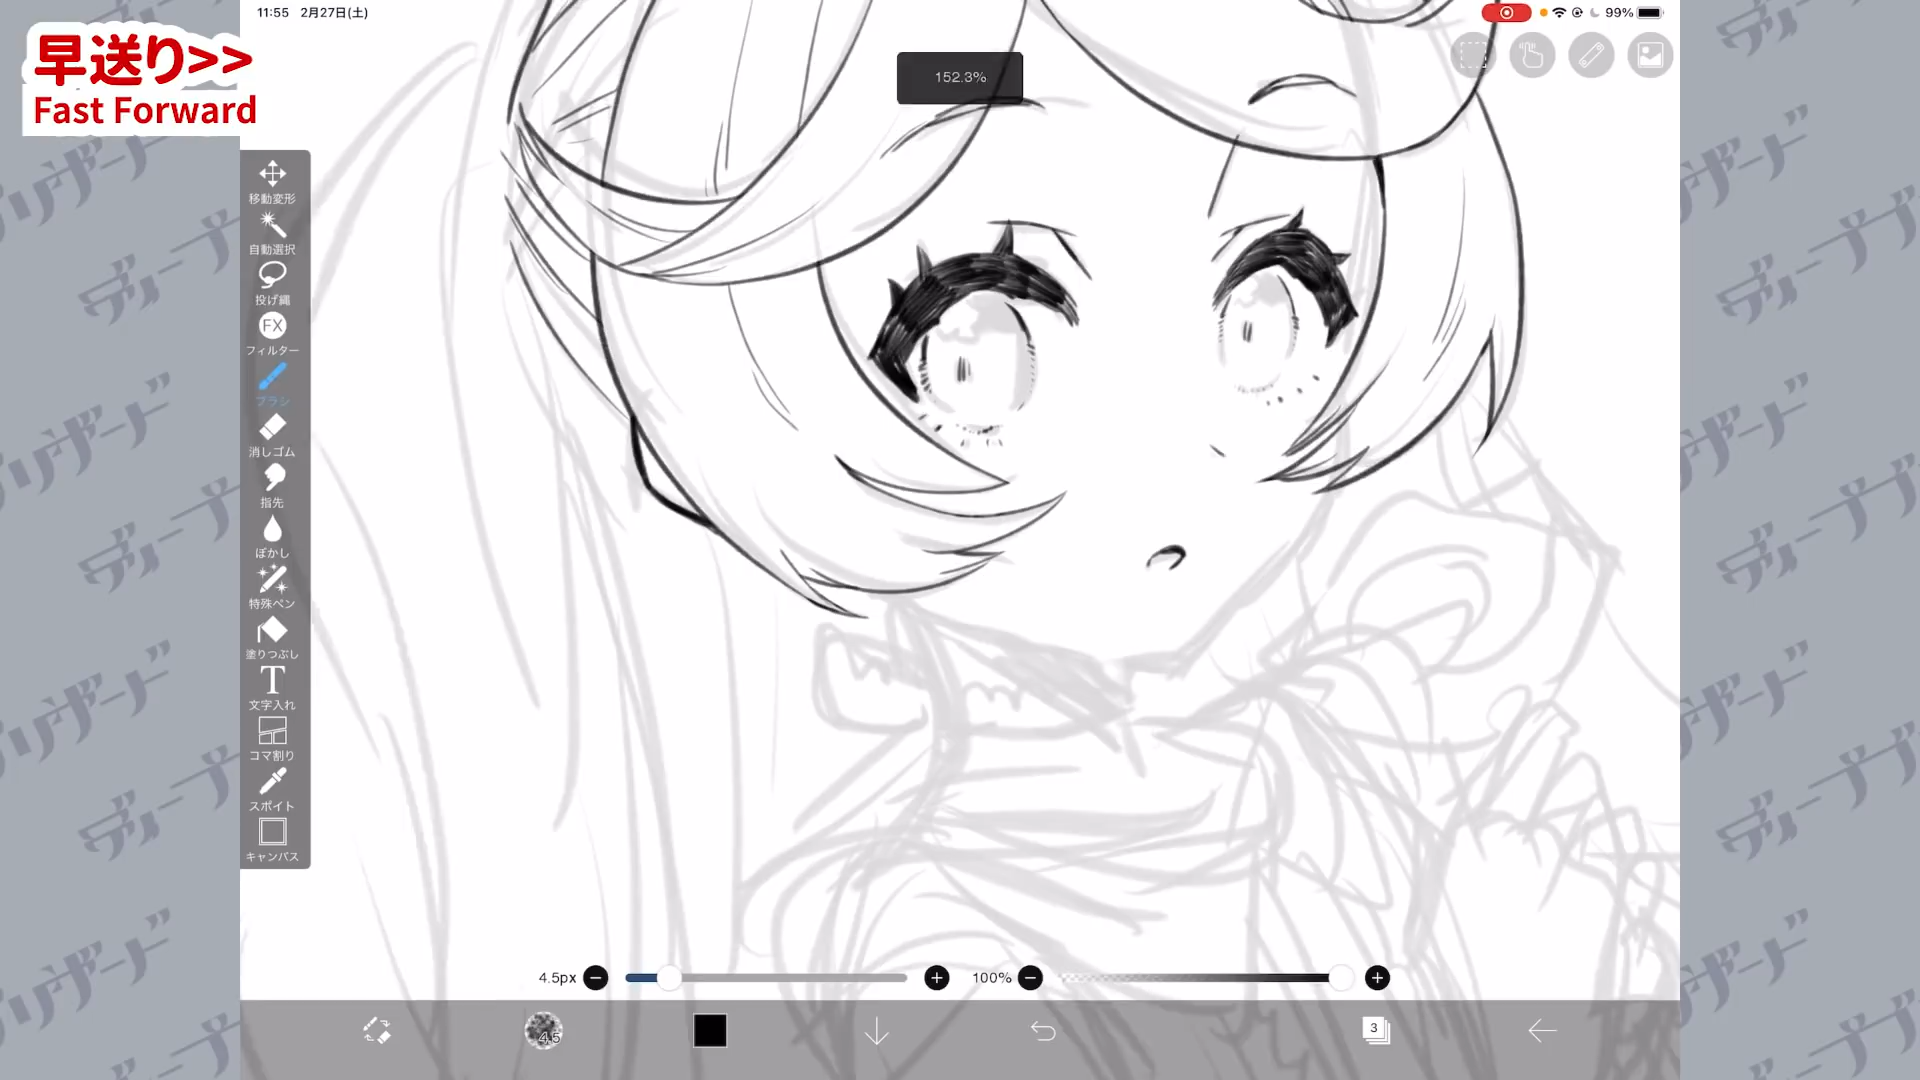 11:55 2月27日(土)
99%
早送り>>
Fast Forward
152.3%
移動変形
自動選択
投げ縄
FX
フィルター
ブラシ
消しゴム
指先
ぼかし
特殊ペン
塗りつぶし
T
文字入れ
コマ割り
スポイト
キャンバス
4.5px
100%
4.5
3